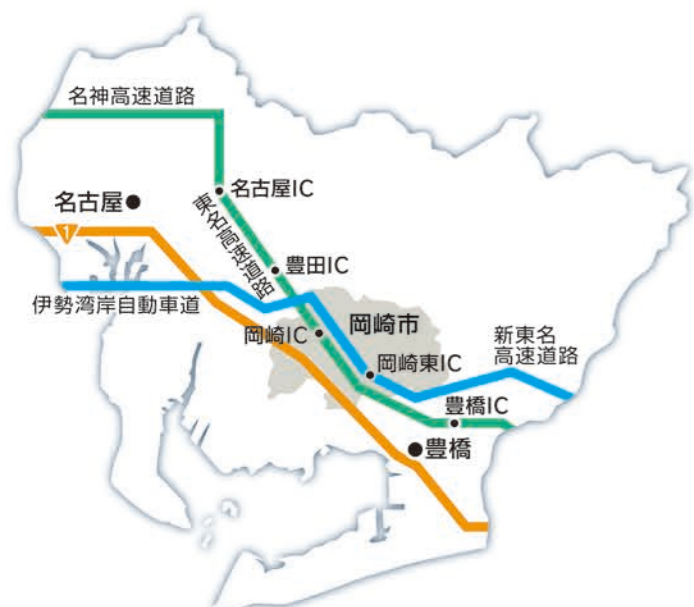 名神高速道路
名古屋IC
名古屋
1
東名高速道路
豊田IC
伊勢湾岸自動車道
岡崎IC
岡崎市
新東名
高速道路
岡崎東IC
豊橋IC
豊橋